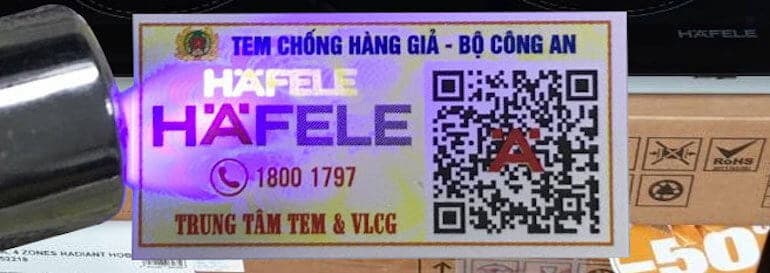 TEM CHỐNG HÀNG GIẢ - BỘ CÔNG AN
HÄFELE
HÄFELE
1800 1797
TRUNG TÂM TEM & VLCG
HÄFELE
RoHS
4 ZONES RADIANT HOB
52218
-50